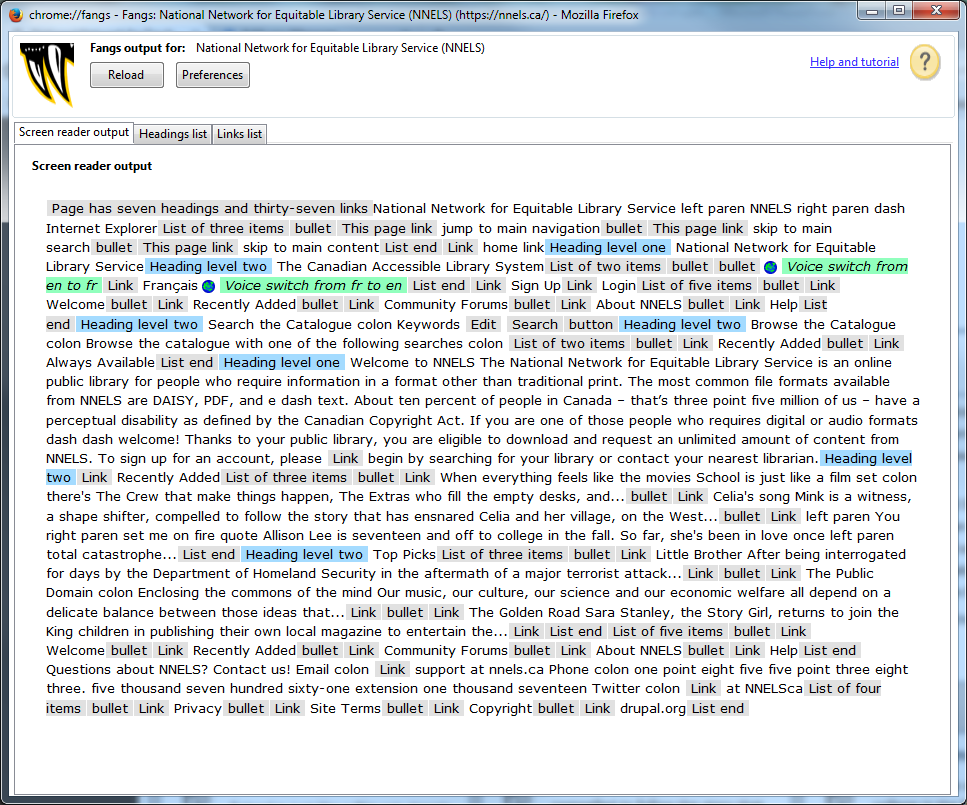 chrome://fangs - Fangs: National Network for Equitable Library Service (NNELS) (https://nnels.ca/) - Mozilla Firefox
Fangs output for: National Network for Equitable Library Service (NNELS)
Reload Preferences
Help and tutorial ?
Screen reader output Headings list Links list
Screen reader output
Page has seven headings and thirty-seven links National Network for Equitable Library Service left paren NNELS right paren dash
Internet Explorer List of three items bullet This page link jump to main navigation bullet This page link skip to main
search bullet This page link skip to main content List end Link home link Heading level one National Network for Equitable
Library Service Heading level two The Canadian Accessible Library System List of two items bullet bullet Voice switch from
en to fr Link Français Voice switch from fr to en List end Link Sign Up Link Login List of five items bullet Link
Welcome bullet Link Recently Added bullet Link Community Forums bullet Link About NNELS bullet Link Help List
end Heading level two Search the Catalogue colon Keywords Edit Search button Heading level two Browse the Catalogue
colon Browse the catalogue with one of the following searches colon List of two items bullet Link Recently Added bullet Link
Always Available List end Heading level one Welcome to NNELS The National Network for Equitable Library Service is an online
public library for people who require information in a format other than traditional print. The most common file formats available
from NNELS are DAISY, PDF, and e dash text. About ten percent of people in Canada – that's three point five million of us – have a
perceptual disability as defined by the Canadian Copyright Act. If you are one of those people who requires digital or audio formats
dash dash welcome! Thanks to your public library, you are eligible to download and request an unlimited amount of content from
NNELS. To sign up for an account, please Link begin by searching for your library or contact your nearest librarian. Heading level
two Link Recently Added List of three items bullet Link When everything feels like the movies School is just like a film set colon
there's The Crew that make things happen, The Extras who fill the empty desks, and... bullet Link Celia's song Mink is a witness,
a shape shifter, compelled to follow the story that has ensnared Celia and her village, on the West... bullet Link left paren You
right paren set me on fire quote Allison Lee is seventeen and off to college in the fall. So far, she's been in love once left paren
total catastrophe... List end Heading level two Top Picks List of three items bullet Link Little Brother After being interrogated
for days by the Department of Homeland Security in the aftermath of a major terrorist attack... Link bullet Link The Public
Domain colon Enclosing the commons of the mind Our music, our culture, our science and our economic welfare all depend on a
delicate balance between those ideas that... Link bullet Link The Golden Road Sara Stanley, the Story Girl, returns to join the
King children in publishing their own local magazine to entertain the... Link List end List of five items bullet Link
Welcome bullet Link Recently Added bullet Link Community Forums bullet Link About NNELS bullet Link Help List end
Questions about NNELS? Contact us! Email colon Link support at nnels.ca Phone colon one point eight five five point three eight
three. five thousand seven hundred sixty-one extension one thousand seventeen Twitter colon Link at NNELSca List of four
items bullet Link Privacy bullet Link Site Terms bullet Link Copyright bullet Link drupal.org List end